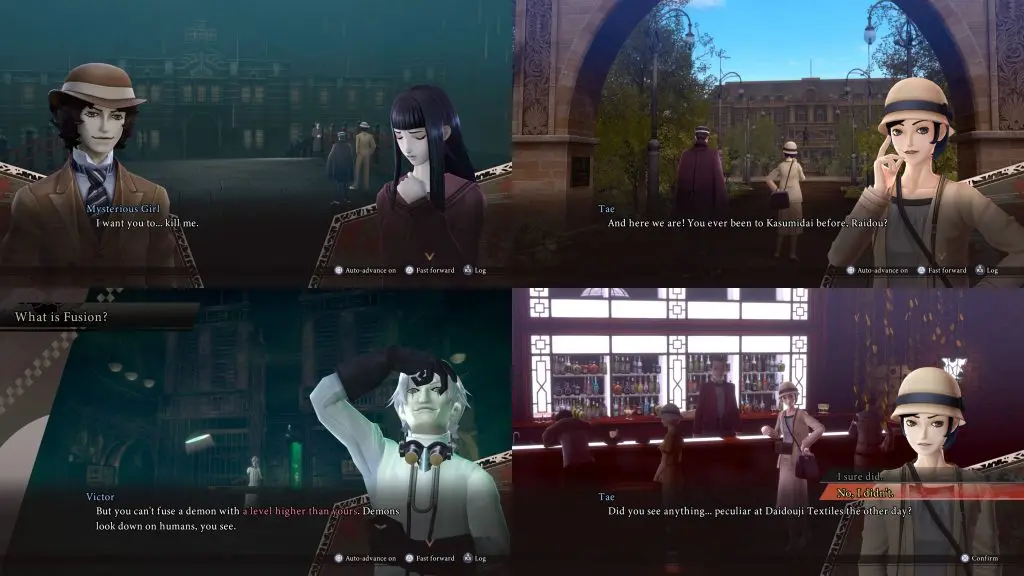 Mysterious Girl
I want you to... kill me.
Auto-advance on Fast forward Log
Tae
And here we are! You ever been to Kasumidai before, Raidou?
Auto-advance on Fast forward Log
What is Fusion?
Victor
But you can't fuse a demon with a level higher than yours. Demons
look down on humans, you see.
Auto-advance on Fast forward Log
I sure did.
No, I didn't.
Tae
Did you see anything... peculiar at Daidouji Textiles the other day?
Confirm